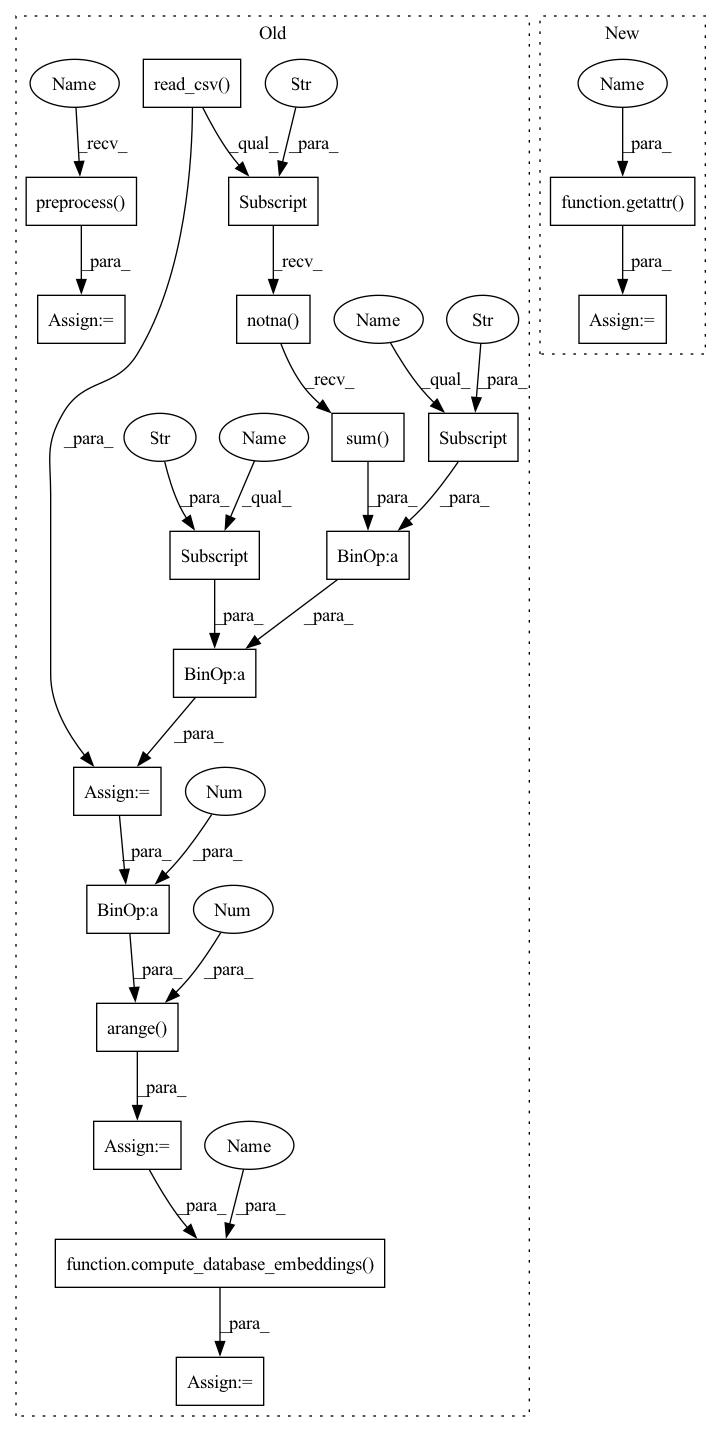 Old
New
Name
read_csv()
Str
Name
_recv_
_qual_
_para_
_para_
preprocess()
Subscript
function.getattr()
_para_
_recv_
_para_
Assign:=
notna()
Name
Str
Assign:=
_recv_
_qual_
_para_
_para_
Str
Name
sum()
Subscript
_para_
_qual_
_para_
_para_
Subscript
BinOp:a
_para_
_para_
BinOp:a
_para_
Assign:=
Num
_para_
_para_
BinOp:a
Num
_para_
_para_
arange()
_para_
Assign:=
Name
_para_
_para_
function.compute_database_embeddings()
_para_
Assign:=